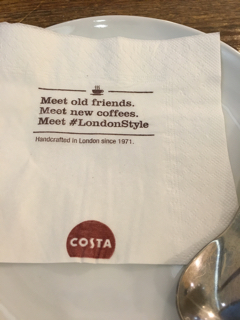 Meet old friends.
Meet new coffees.
Meet #LondonStyle
Handcrafted in London since 1971.
COSTA